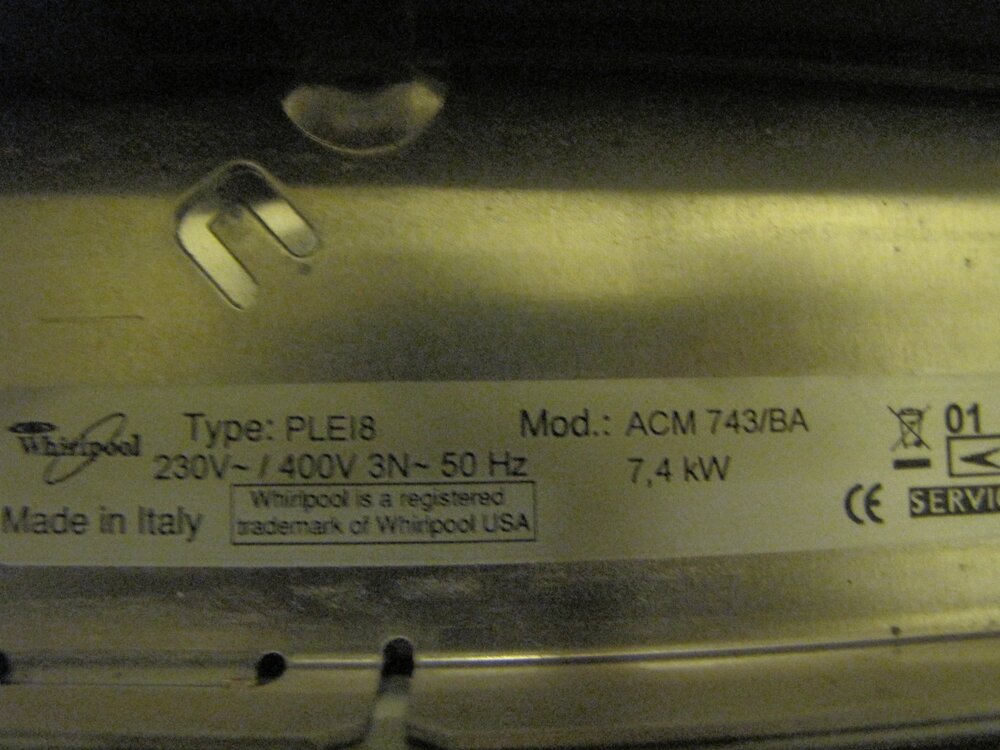 Whirlpool Type: PLEI8 Mod.: ACM 743/BA 01
230V~ / 400V 3N~ 50 Hz 7,4 kW
Made in Italy
Whirlpool is a registered
trademark of Whirlpool USA
CE